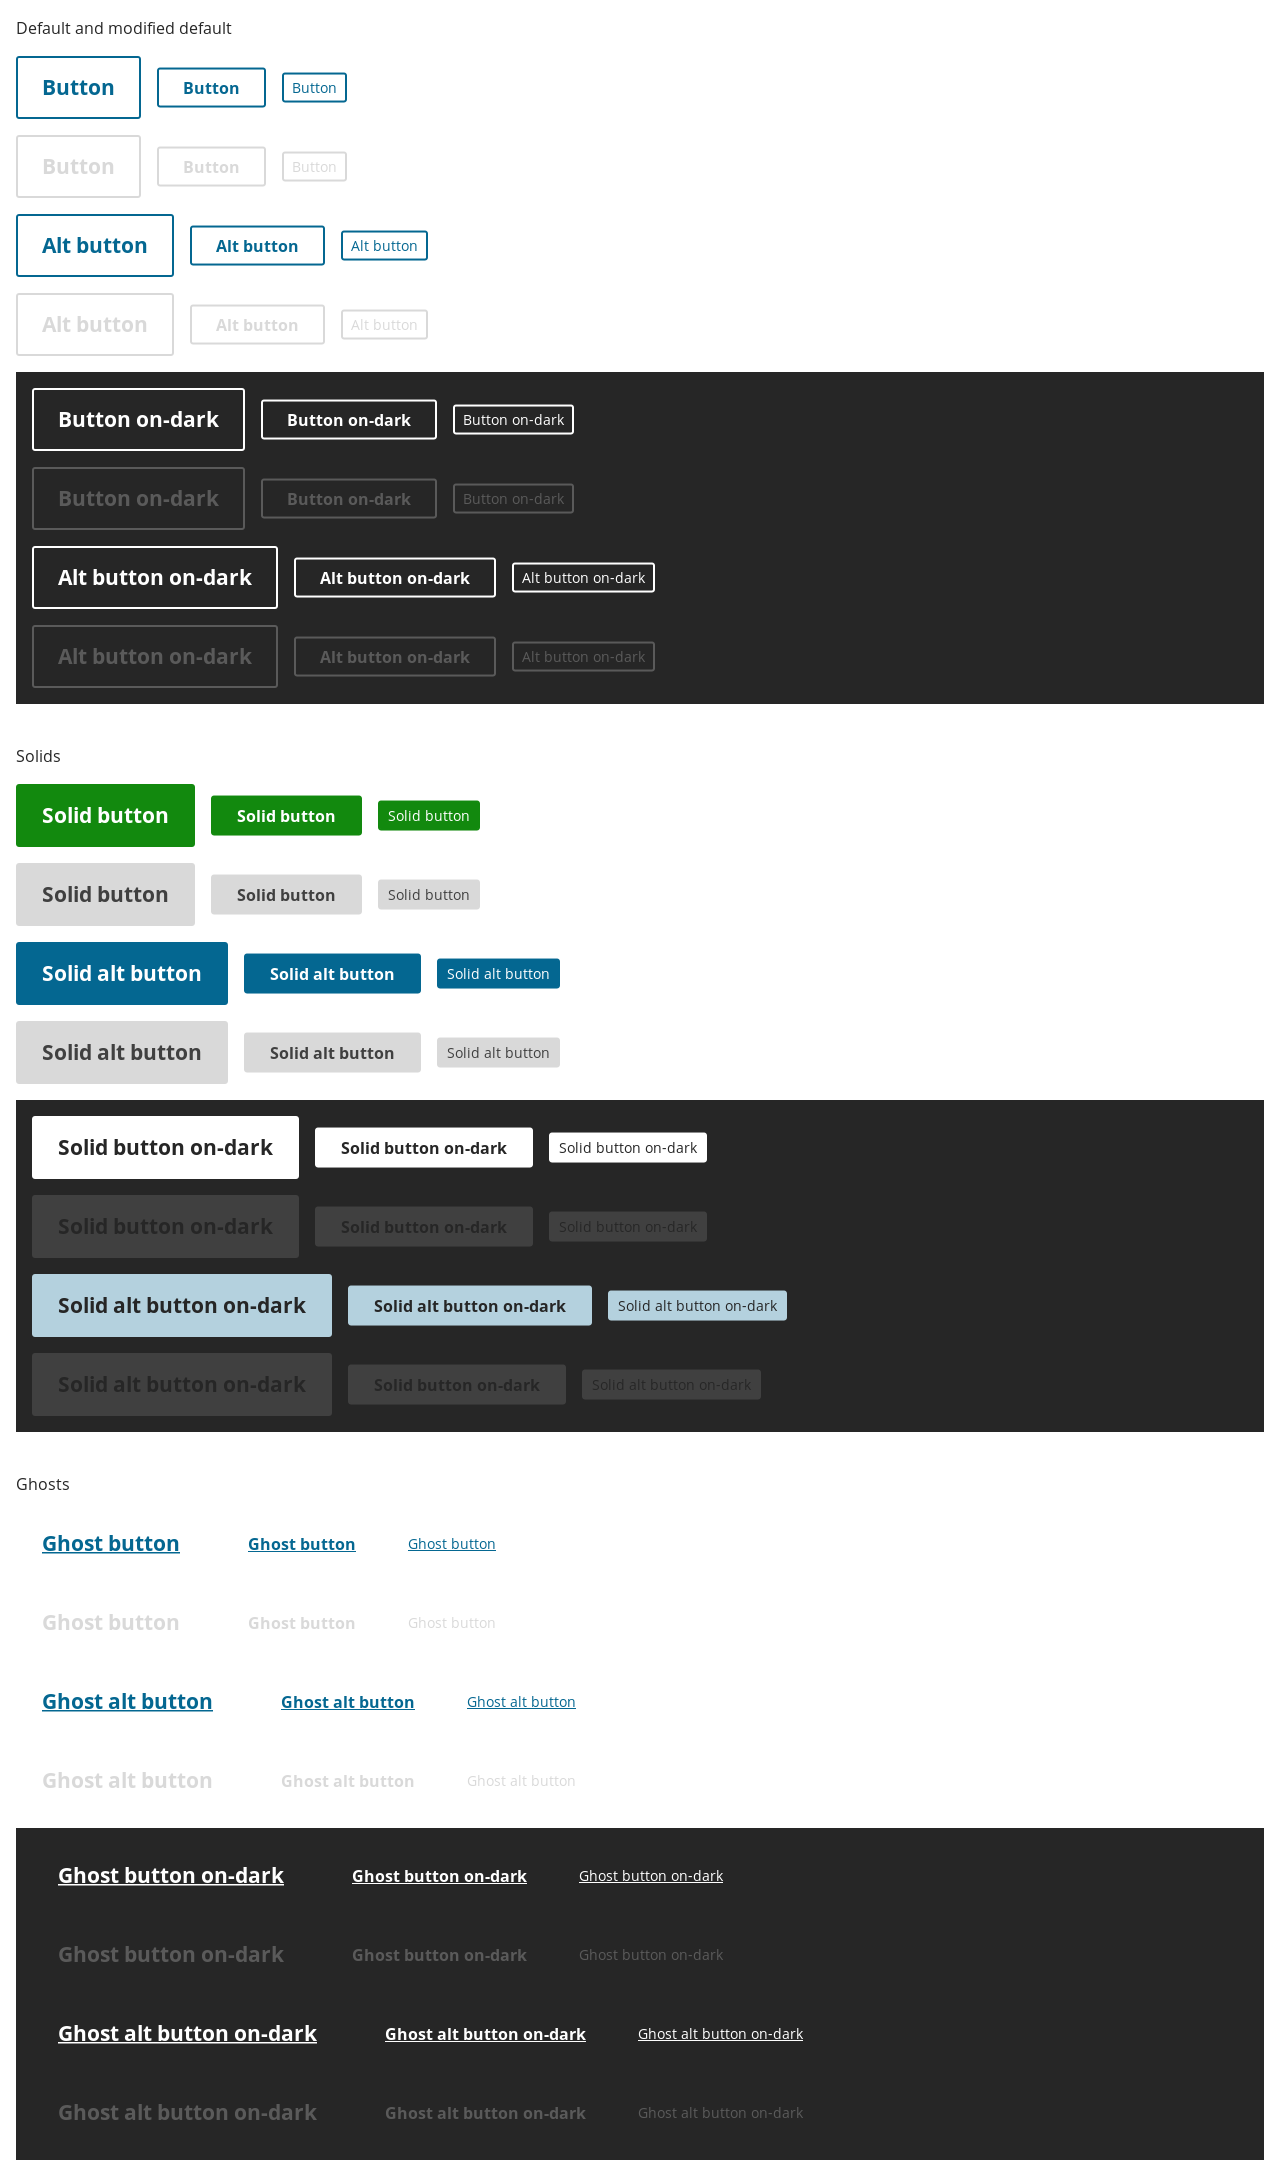 Default and modified default
Button Button Button
Button Button Button
Alt button Alt button Alt button
Alt button Alt button Alt button
Button on-dark Button on-dark Button on-dark
Button on-dark Button on-dark Button on-dark
Alt button on-dark Alt button on-dark Alt button on-dark
Alt button on-dark Alt button on-dark Alt button on-dark
Solids
Solid button Solid button Solid button
Solid button Solid button Solid button
Solid alt button Solid alt button Solid alt button
Solid alt button Solid alt button Solid alt button
Solid button on-dark Solid button on-dark Solid button on-dark
Solid button on-dark Solid button on-dark Solid button on-dark
Solid alt button on-dark Solid alt button on-dark Solid alt button on-dark
Solid alt button on-dark Solid button on-dark Solid alt button on-dark
Ghosts
Ghost button Ghost button Ghost button
Ghost button Ghost button Ghost button
Ghost alt button Ghost alt button Ghost alt button
Ghost alt button Ghost alt button Ghost alt button
Ghost button on-dark Ghost button on-dark Ghost button on-dark
Ghost button on-dark Ghost button on-dark Ghost button on-dark
Ghost alt button on-dark Ghost alt button on-dark Ghost alt button on-dark
Ghost alt button on-dark Ghost alt button on-dark Ghost alt button on-dark